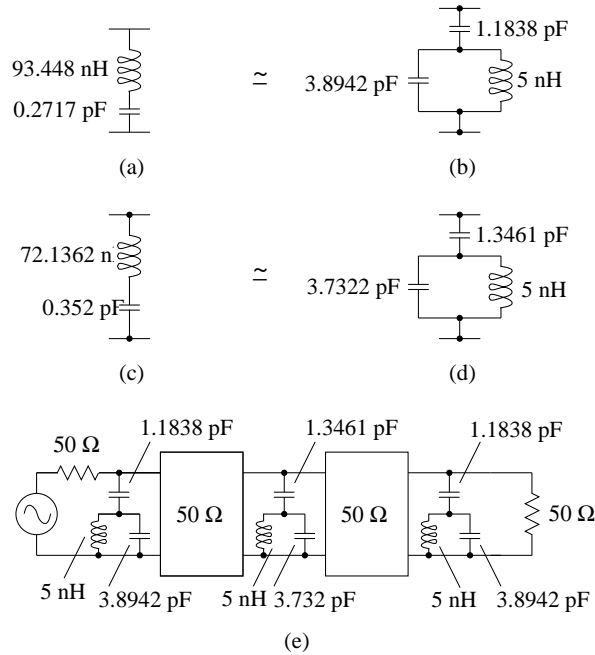 1.1838 pF
93.448 nH
≃
3.8942 pF
5 nH
0.2717 pF
(a)
(b)
1.3461 pF
72.1362 n
≃
3.7322 pF
5 nH
0.352 pF
(c)
(d)
1.1838 pF
1.3461 pF
1.1838 pF
50 Ω
50 Ω
50 Ω
50 Ω
5 nH
3.8942 pF
5 nH
3.732 pF
5 nH
3.8942 pF
(e)